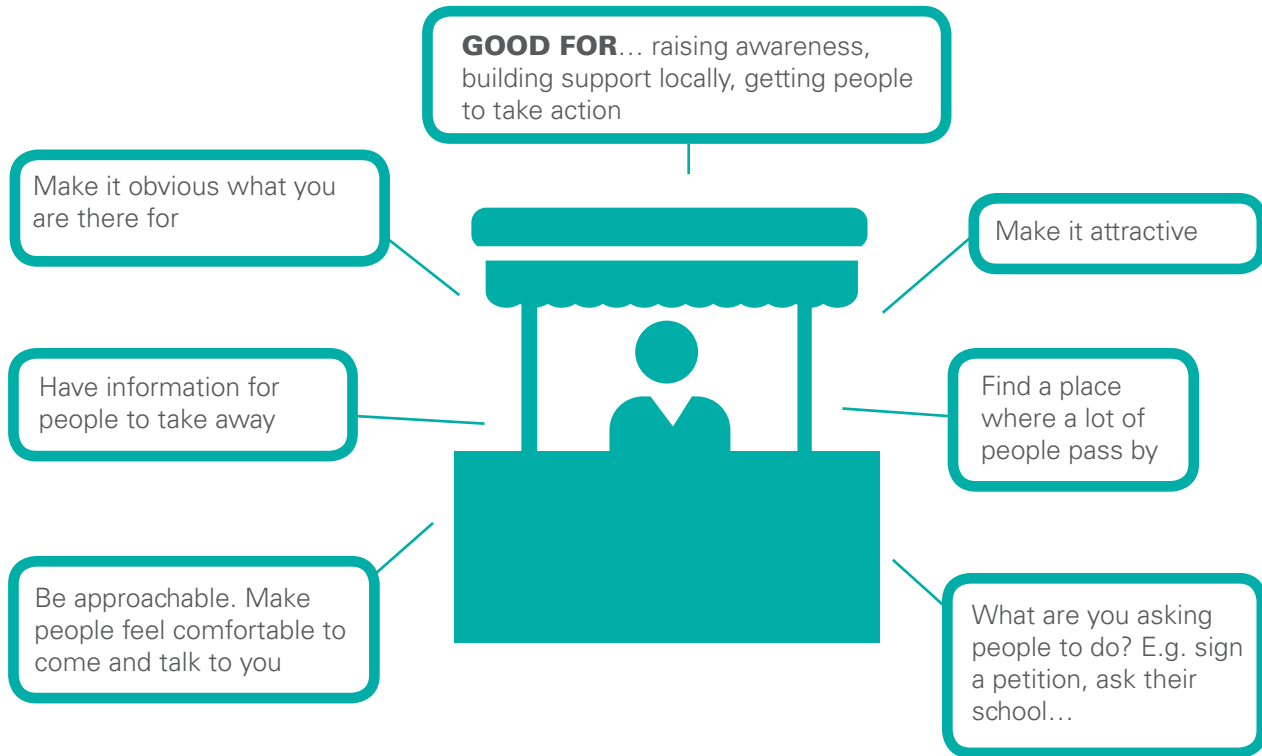 GOOD FOR… raising awareness,
building support locally, getting people
to take action
Make it obvious what you
are there for
Make it attractive
Have information for
people to take away
Find a place
where a lot of
people pass by
Be approachable. Make
people feel comfortable to
come and talk to you
What are you asking
people to do? E.g. sign
a petition, ask their
school…